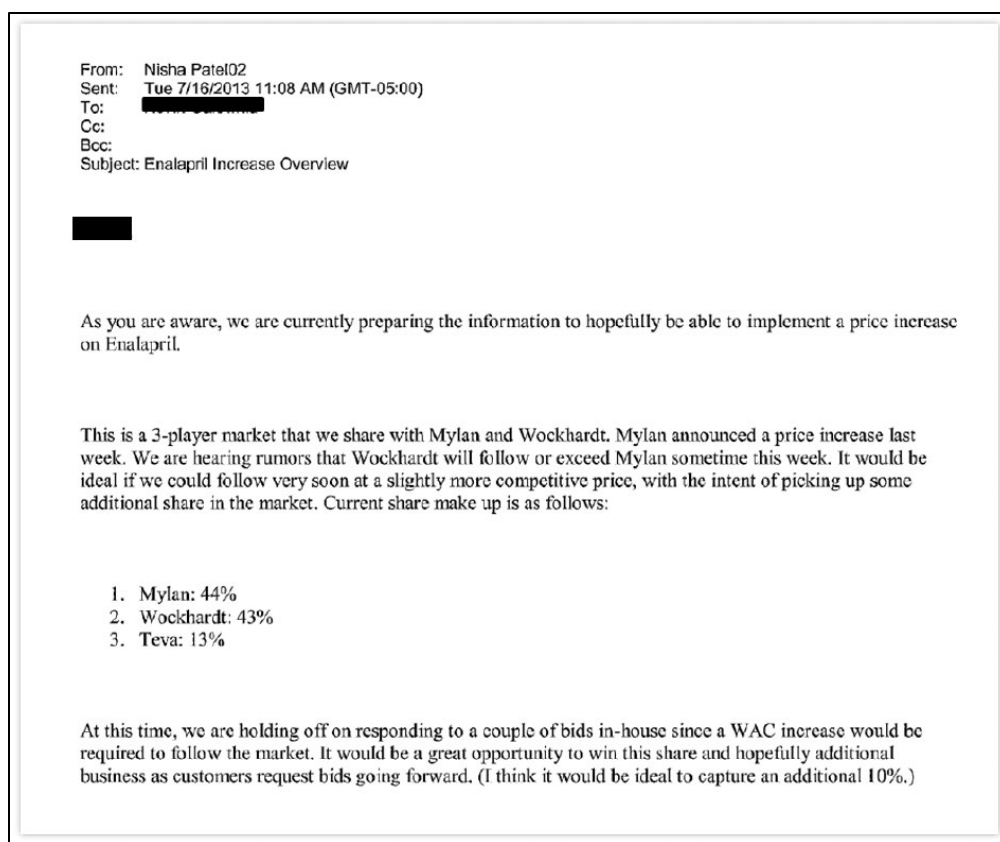 From: Nisha Patel02
Sent: Tue 7/16/2013 11:08 AM (GMT-05:00)
To:
Cc:
Bcc:
Subject: Enalapril Increase Overview
As you are aware, we are currently preparing the information to hopefully be able to implement a price increase
on Enalapril.
This is a 3-player market that we share with Mylan and Wockhardt. Mylan announced a price increase last
week. We are hearing rumors that Wockhardt will follow or exceed Mylan sometime this week. It would be
ideal if we could follow very soon at a slightly more competitive price, with the intent of picking up some
additional share in the market. Current share make up is as follows:
1. Mylan: 44%
2. Wockhardt: 43%
3. Teva: 13%
At this time, we are holding off on responding to a couple of bids in-house since a WAC increase would be
required to follow the market. It would be a great opportunity to win this share and hopefully additional
business as customers request bids going forward. (I think it would be ideal to capture an additional 10%.)